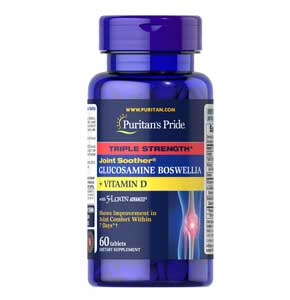 WWW.PURITAN.COM
Puritan's Pride
TRIPLE STRENGTH*
Joint Soother®
GLUCOSAMINE BOSWELLIA
+ VITAMIN D
with 5-LOXIN ADVANCED®
Shows Improvement in
Joint Comfort Within
7 Days*†
60 tablets
DIETARY SUPPLEMENT